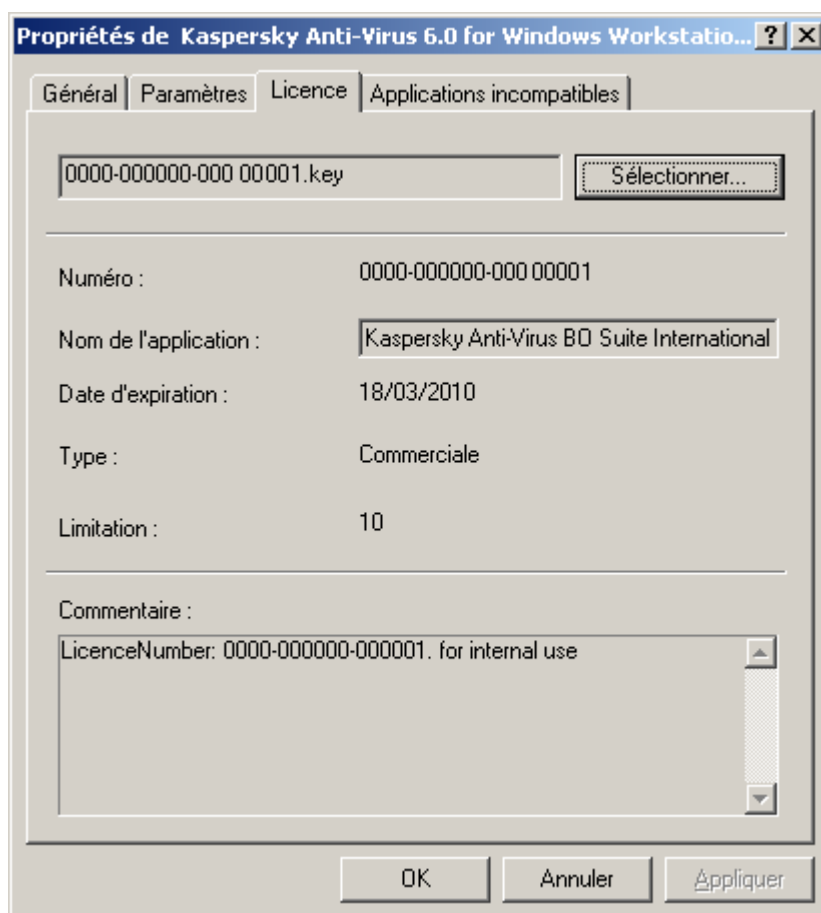 Propriétés de Kaspersky Anti-Virus 6.0 for Windows Workstatio...
Général Paramètres Licence Applications incompatibles
0000-000000-000 00001.key Sélectionner...
Numéro : 0000-000000-000 00001
Nom de l'application : Kaspersky Anti-Virus BO Suite International
Date d'expiration : 18/03/2010
Type : Commerciale
Limitation : 10
Commentaire :
LicenceNumber: 0000-000000-000001. for internal use
OK Annuler Appliquer